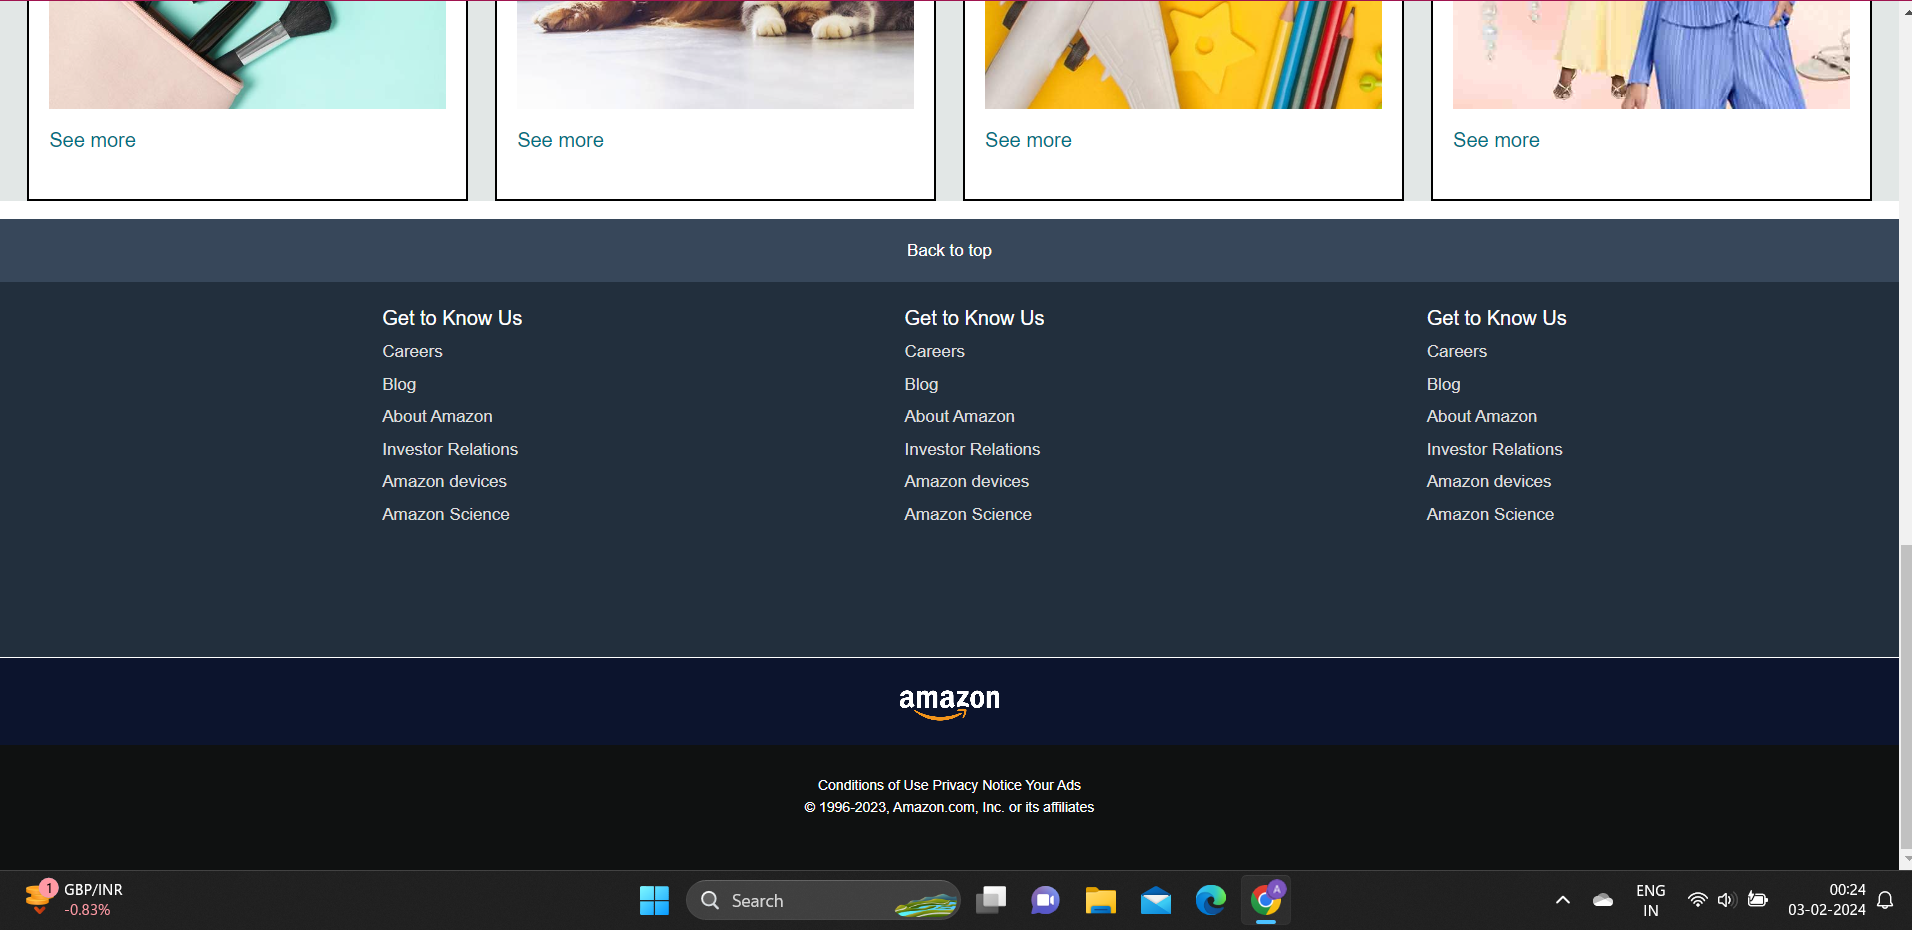 See more
See more
See more
See more
Back to top
Get to Know Us
Careers
Blog
About Amazon
Investor Relations
Amazon devices
Amazon Science
Get to Know Us
Careers
Blog
About Amazon
Investor Relations
Amazon devices
Amazon Science
Get to Know Us
Careers
Blog
About Amazon
Investor Relations
Amazon devices
Amazon Science
amazon
Conditions of Use Privacy Notice Your Ads
© 1996-2023, Amazon.com, Inc. or its affiliates
1
GBP/INR
-0.83%
Search
A
ENG
IN
00:24
03-02-2024